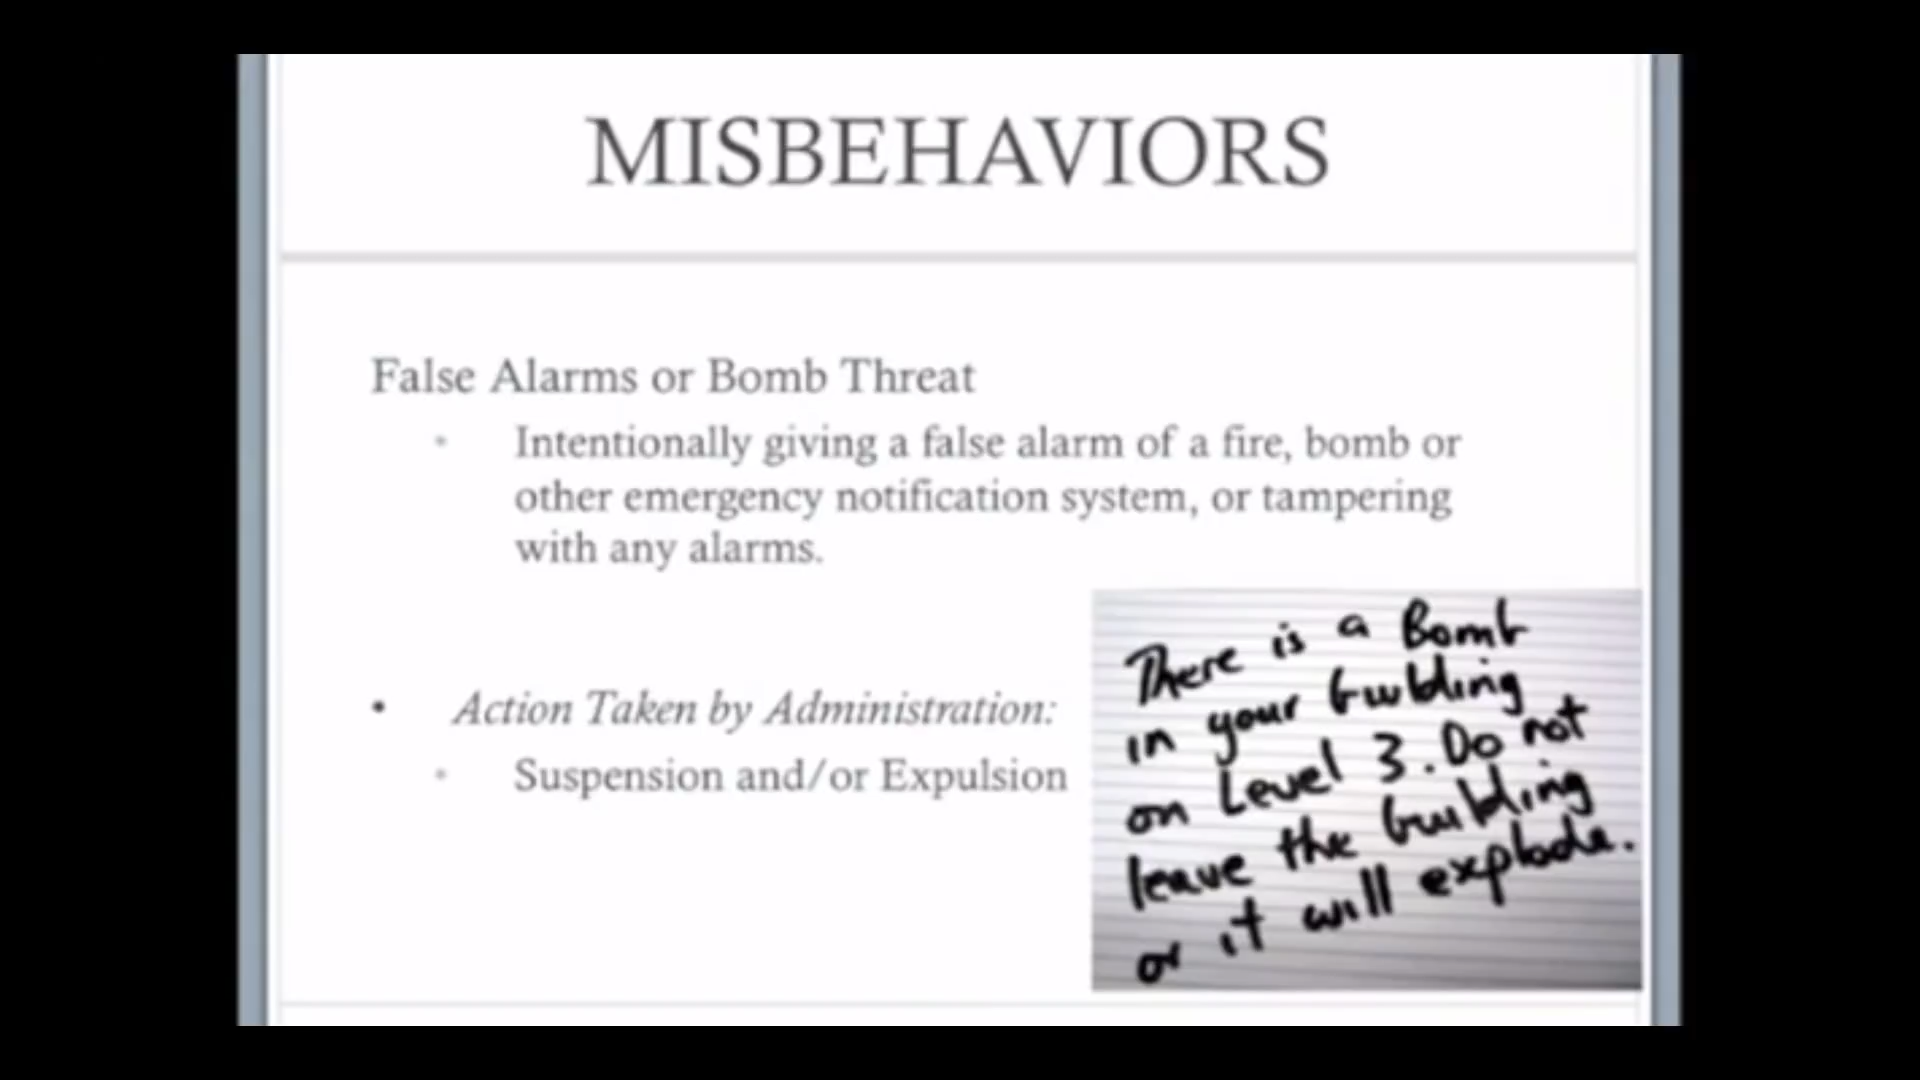 MISBEHAVIORS
False Alarms or Bomb Threat
• Intentionally giving a false alarm of a fire, bomb or
other emergency notification system, or tampering
with any alarms.
• Action Taken by Administration:
• Suspension and/or Expulsion
There is a Bomb
in your building
on Level 3. Do not
leave the building
or it will explode.